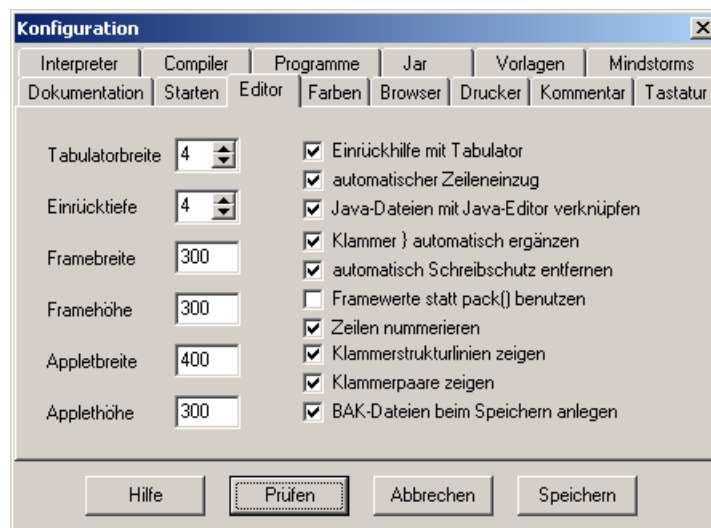 Konfiguration
Interpreter Compiler Programme Jar Vorlagen Mindstorms
Dokumentation Starten Editor Farben Browser Drucker Kommentar Tastatur
Tabulatorbreite 4 Einrückhilfe mit Tabulator
automatischer Zeileneinzug
Einrücktiefe 4 Java-Dateien mit Java-Editor verknüpfen
Klammer } automatisch ergänzen
Framebreite 300 automatisch Schreibschutz entfernen
Framehöhe 300 Framewerte statt pack() benutzen
Zeilen nummerieren
Appletbreite 400 Klammerstrukturlinien zeigen
Klammerpaare zeigen
Applethöhe 300 BAK-Dateien beim Speichern anlegen
Hilfe Prüfen Abbrechen Speichern